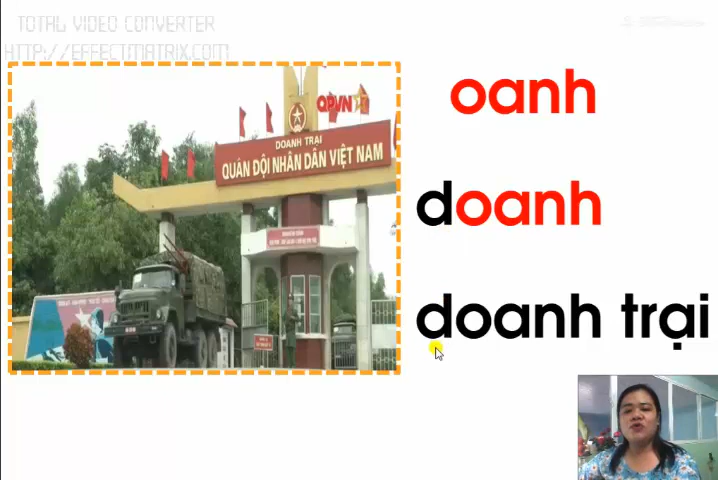 TOTAL VIDEO CONVERTER
HTTP://EFFECTMATRIX.COM
oanh
QPVN
DOANH TRẠI
QUÂN ĐỘI NHÂN DÂN VIỆT NAM
doanh
doanh trại